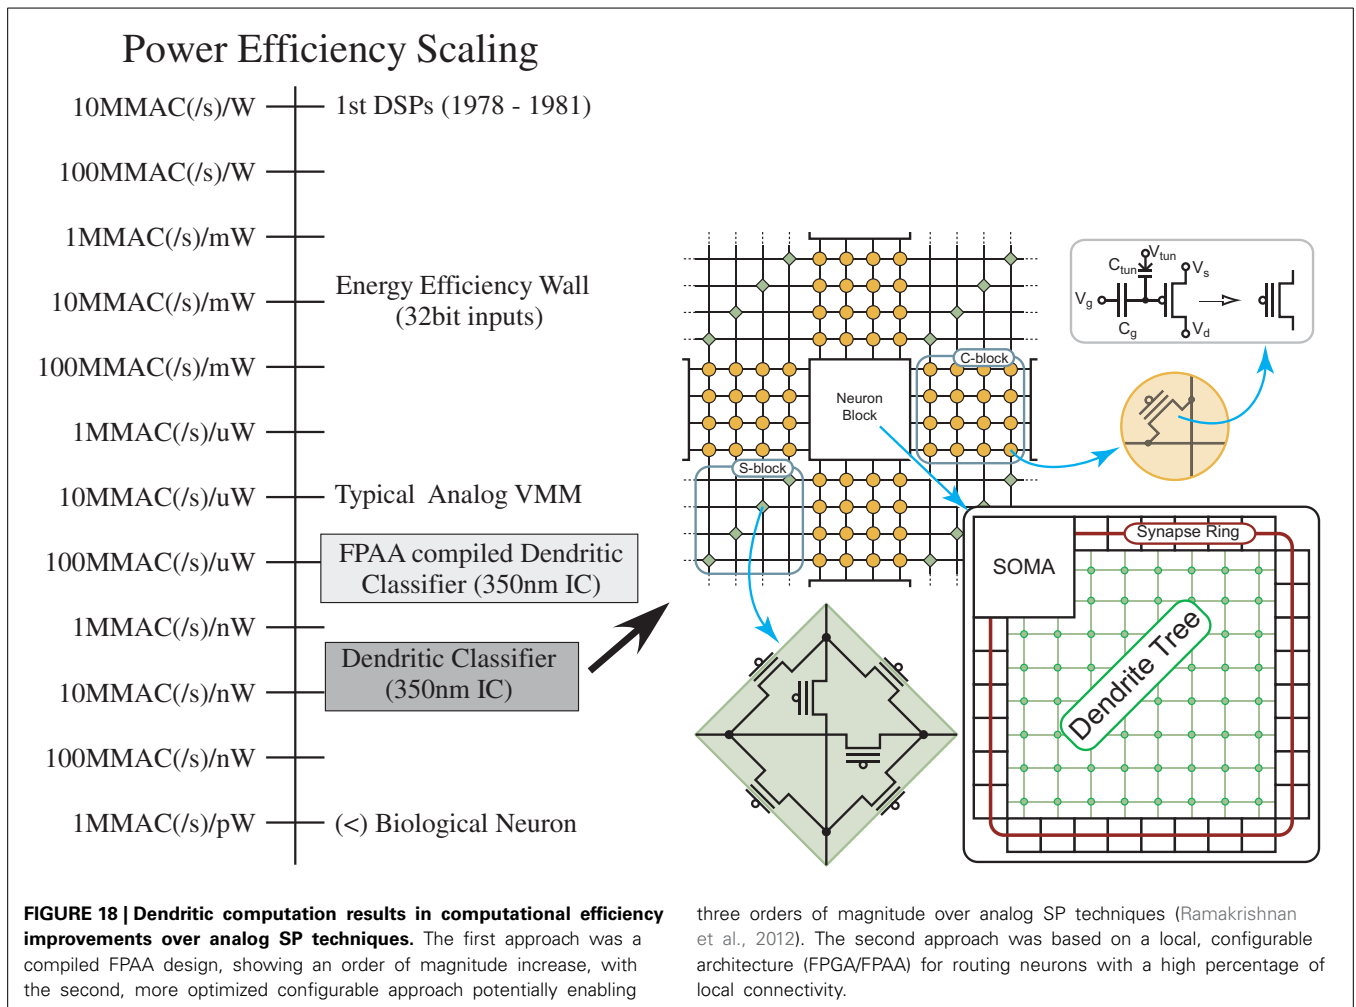 Power Efficiency Scaling
10MMAC(/s)/W
1st DSPs (1978 - 1981)
100MMAC(/s)/W
1MMAC(/s)/mW
10MMAC(/s)/mW
Energy Efficiency Wall
(32bit inputs)
100MMAC(/s)/mW
1MMAC(/s)/uW
10MMAC(/s)/uW
Typical Analog VMM
100MMAC(/s)/uW
FPAA compiled Dendritic
Classifier (350nm IC)
1MMAC(/s)/nW
10MMAC(/s)/nW
Dendritic Classifier
(350nm IC)
100MMAC(/s)/nW
1MMAC(/s)/pW
(<) Biological Neuron
C-block
Neuron
Block
S-block
Vtun
Ctun
Vs
Vg
Cg
Vd
Synapse Ring
SOMA
Dendrite Tree
FIGURE 18 | Dendritic computation results in computational efficiency
improvements over analog SP techniques. The first approach was a
compiled FPAA design, showing an order of magnitude increase, with
the second, more optimized configurable approach potentially enabling
three orders of magnitude over analog SP techniques (Ramakrishnan
et al., 2012). The second approach was based on a local, configurable
architecture (FPGA/FPAA) for routing neurons with a high percentage of
local connectivity.